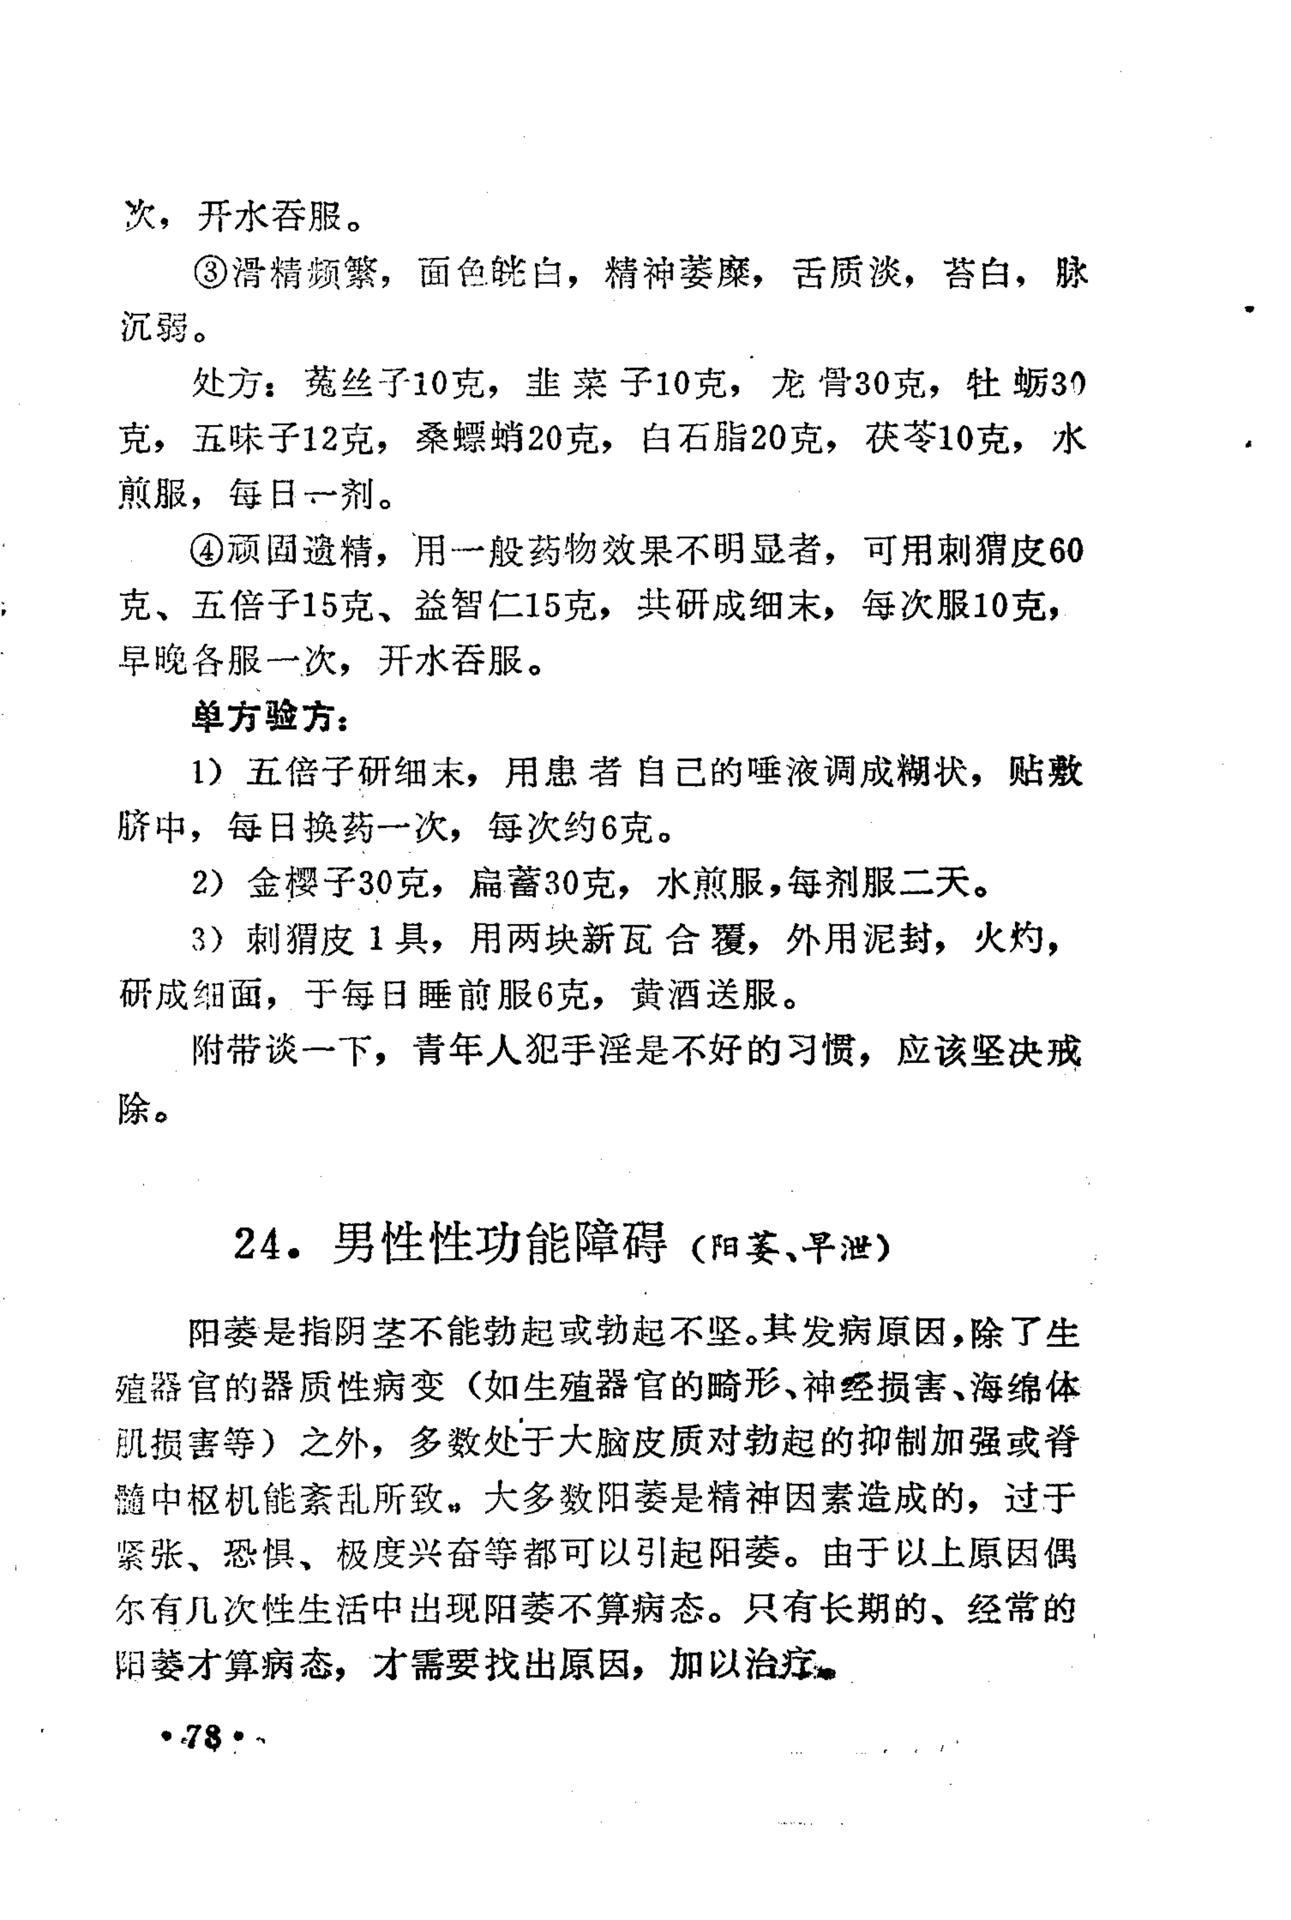 次，开水吞服。
③滑精频繁，面色㿠白，精神萎糜，舌质淡，苔白，脉
沉弱。
处方：菟丝子10克，韭菜子10克，龙骨30克，牡蛎30
克，五味子12克，桑螵蛸20克，白石脂20克，茯苓10克，水
煎服，每日一剂。
④顽固遗精，用一般药物效果不明显者，可用刺猬皮60
克、五倍子15克、益智仁15克，共研成细末，每次服10克，
早晚各服一次，开水吞服。
单方验方：
1）五倍子研细末，用患者自己的唾液调成糊状，贴敷
脐中，每日换药一次，每次约6克。
2）金樱子30克，扁蓄30克，水煎服，每剂服二天。
3）刺猬皮1具，用两块新瓦合覆，外用泥封，火灼，
研成细面，于每日睡前服6克，黄酒送服。
附带谈一下，青年人犯手淫是不好的习惯，应该坚决戒
除。
24．男性性功能障碍（阳萎、早泄）
阳萎是指阴茎不能勃起或勃起不坚。其发病原因，除了生
殖器官的器质性病变（如生殖器官的畸形、神经损害、海绵体
肌损害等）之外，多数处于大脑皮质对勃起的抑制加强或脊
髓中枢机能紊乱所致。大多数阳萎是精神因素造成的，过于
紧张、恐惧、极度兴奋等都可以引起阳萎。由于以上原因偶
尔有几次性生活中出现阳萎不算病态。只有长期的、经常的
阳萎才算病态，才需要找出原因，加以治疗。
·78·